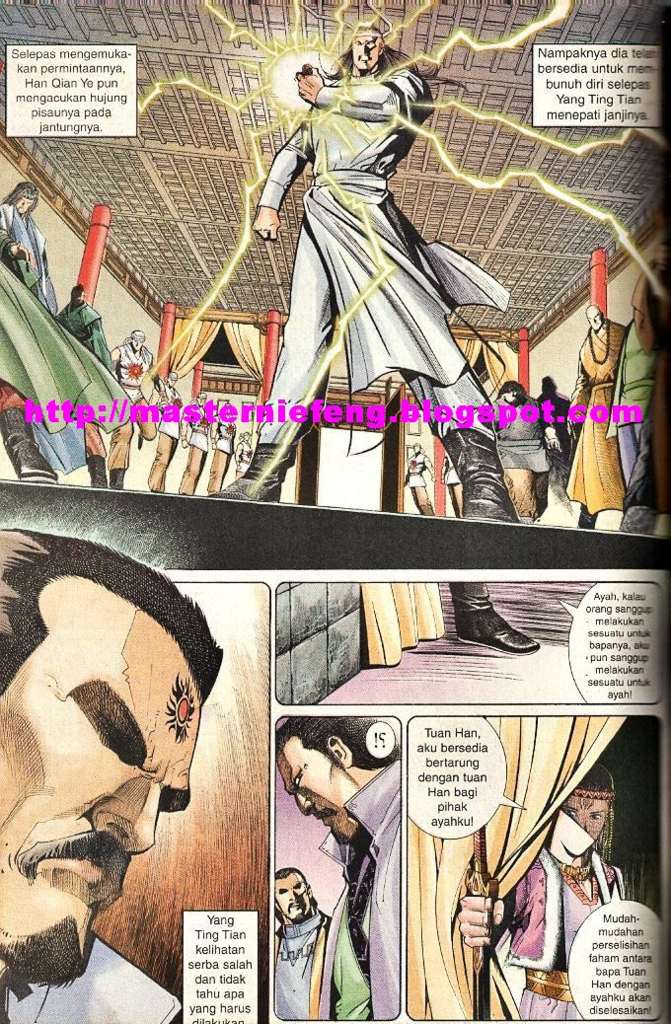 Selepas mengemuka-
kan permintaannya,
Han Qian Ye pun
mengacukan hujung
pisaunya pada
jantungnya.
Nampaknya dia telah
bersedia untuk mem-
bunuh diri selepas
Yang Ting Tian
menepati janjinya.
http://masterniefeng.blogspot.com
Ayah, kalau
orang sanggup
melakukan
sesuatu untuk
bapanya, aku
pun sanggup
melakukan
sesuatu untuk
ayah!
!?
Tuan Han,
aku bersedia
bertarung
dengan tuan
Han bagi
pihak
ayahku!
Yang
Ting Tian
kelihatan
serba salah
dan tidak
tahu apa
yang harus
dilakukan
Mudah-
mudahan
perselisihan
faham antara
bapa Tuan
Han dengan
ayahku akan
diselesaikan!